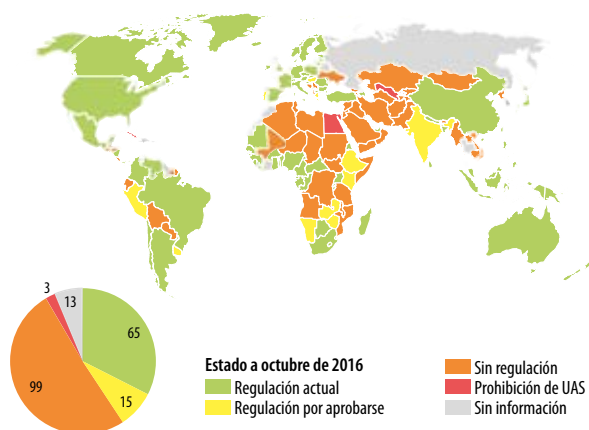 3
13
65
99
15
Estado a octubre de 2016
Regulación actual
Regulación por aprobarse
Sin regulación
Prohibición de UAS
Sin información